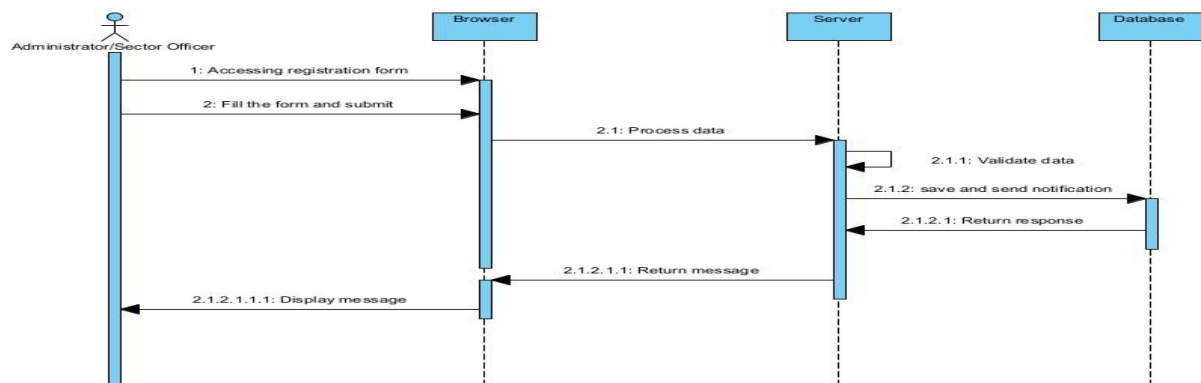 Browser
Server
Database
Administrator/Sector Officer
1: Accessing registration form
2: Fill the form and submit
2.1: Process data
2.1.1: Validate data
2.1.2: save and send notification
2.1.2.1: Return response
2.1.2.1.1: Return message
2.1.2.1.1.1: Display message